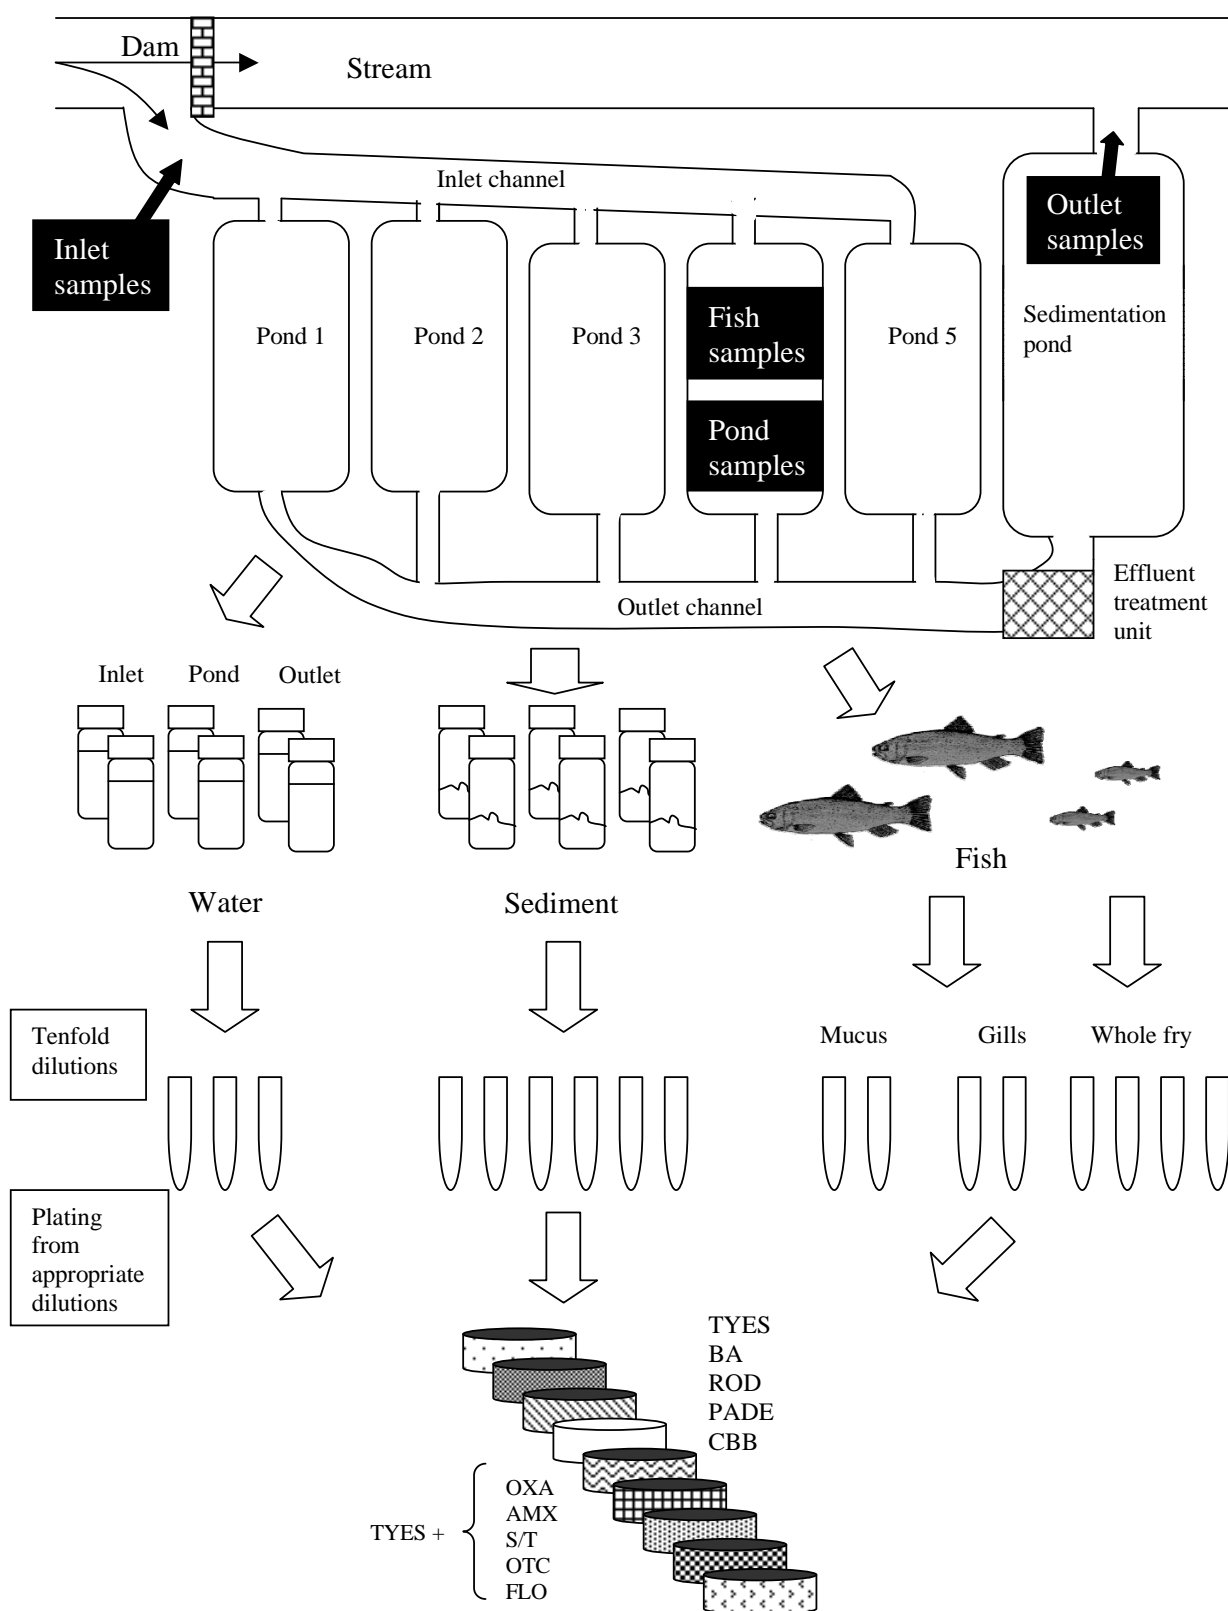 Dam
Stream
Inlet channel
Inlet
samples
Outlet
samples
Pond 1
Pond 2
Pond 3
Fish
samples
Pond
samples
Pond 5
Sedimentation
pond
Outlet channel
Effluent
treatment
unit
Inlet
Pond
Outlet
Water
Sediment
Fish
Tenfold
dilutions
Mucus
Gills
Whole fry
Plating
from
appropriate
dilutions
TYES
BA
ROD
PADE
CBB
TYES +
OXA
AMX
S/T
OTC
FLO